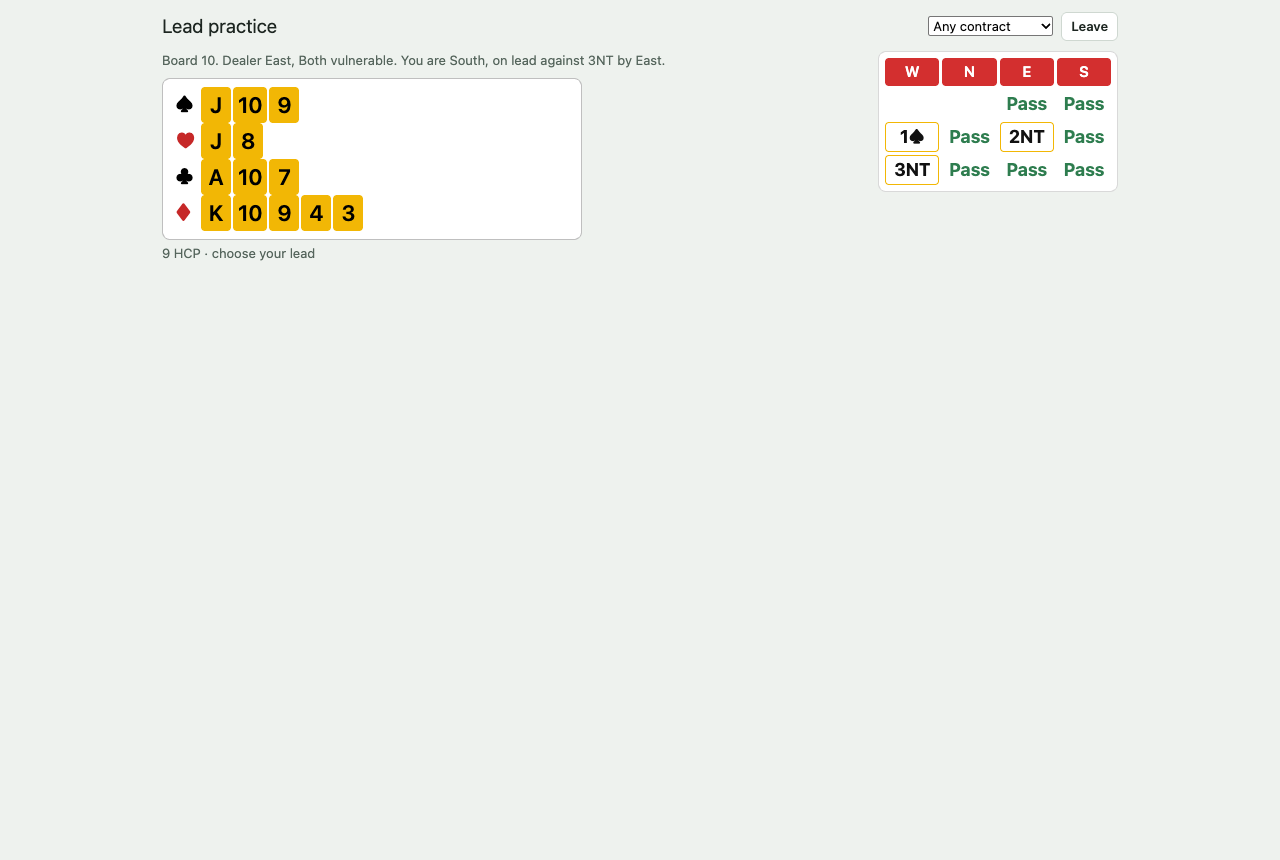 Lead practice
Any contract
Leave
Board 10. Dealer East, Both vulnerable. You are South, on lead against 3NT by East.
♠ J 10 9
♥ J 8
♣ A 10 7
♦ K 10 9 4 3
9 HCP · choose your lead
W N E S
Pass Pass
1♠ Pass 2NT Pass
3NT Pass Pass Pass